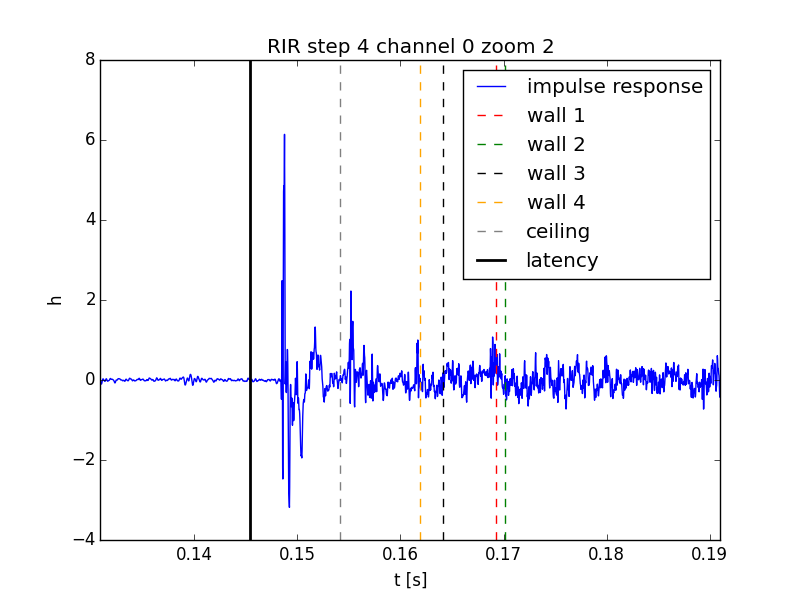 RIR step 4 channel 0 zoom 2
8
6
4
2
0
−2
−4
h
impulse response
wall 1
wall 2
wall 3
wall 4
ceiling
latency
0.14 0.15 0.16 0.17 0.18 0.19
t [s]